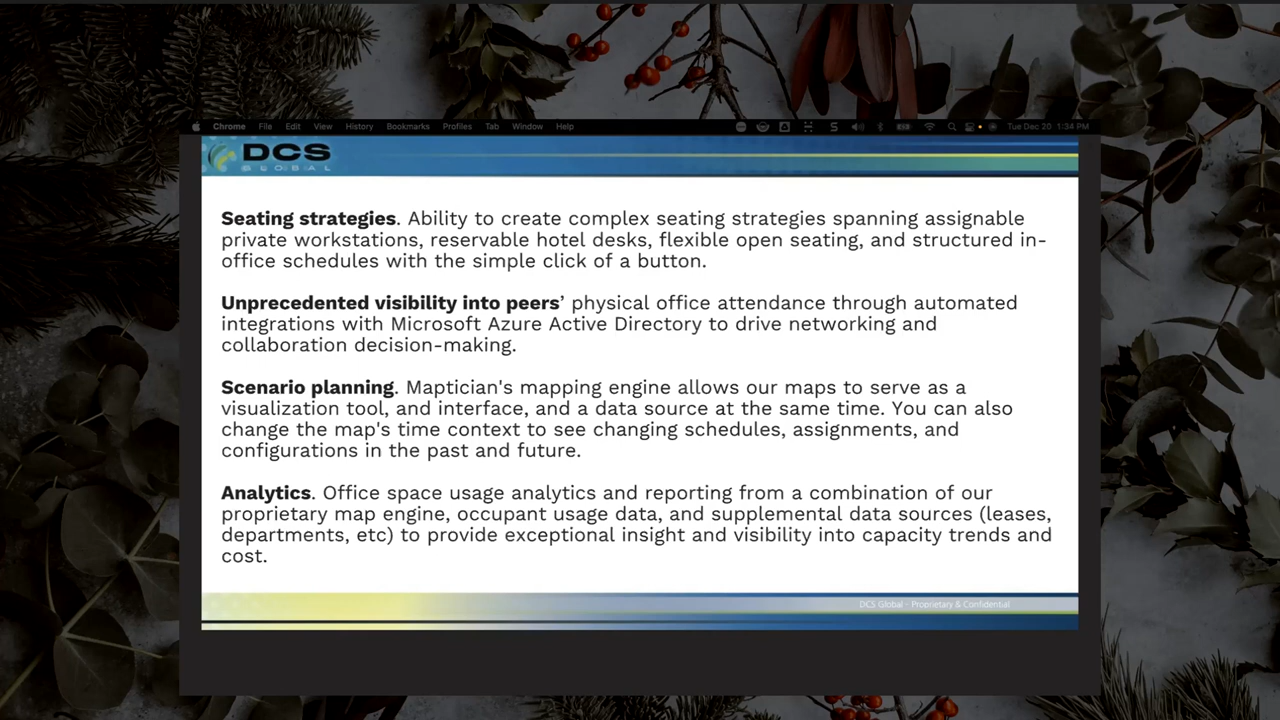 Chrome File Edit View History Bookmarks Profiles Tab Window Help Tue Dec 20 1:34 PM
DCS
GLOBAL
Seating strategies. Ability to create complex seating strategies spanning assignable
private workstations, reservable hotel desks, flexible open seating, and structured in-
office schedules with the simple click of a button.
Unprecedented visibility into peers’ physical office attendance through automated
integrations with Microsoft Azure Active Directory to drive networking and
collaboration decision-making.
Scenario planning. Maptician's mapping engine allows our maps to serve as a
visualization tool, and interface, and a data source at the same time. You can also
change the map's time context to see changing schedules, assignments, and
configurations in the past and future.
Analytics. Office space usage analytics and reporting from a combination of our
proprietary map engine, occupant usage data, and supplemental data sources (leases,
departments, etc) to provide exceptional insight and visibility into capacity trends and
cost.
DCS Global - Proprietary & Confidential